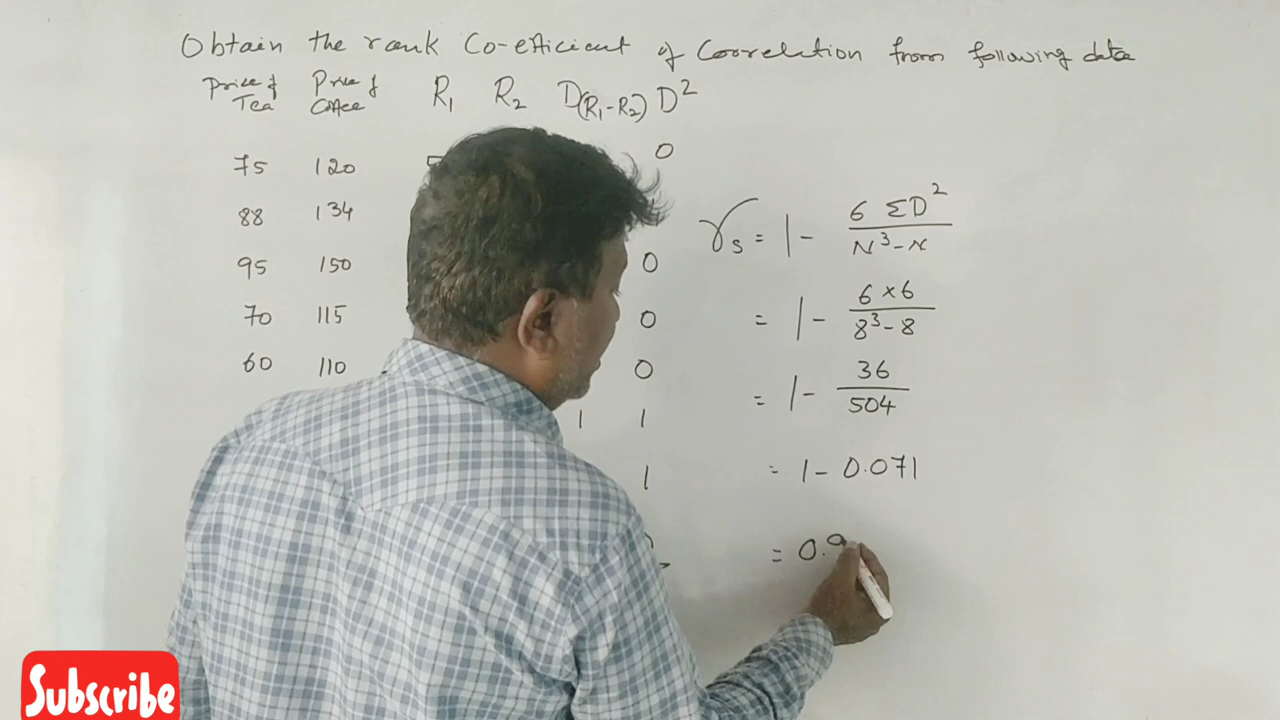 Obtain the rank Co-efficient of Correlation from following data
Price of Tea Price of Coffee R₁ R₂ D(R₁-R₂) D²
75 120 0
88 134
95 150 0
70 115 0
60 110 0
1 1
1
γs = 1 - 6 ΣD² / N³-N
= 1 - 6×6 / 8³-8
= 1 - 36 / 504
= 1 - 0.071
= 0.9
Subscribe